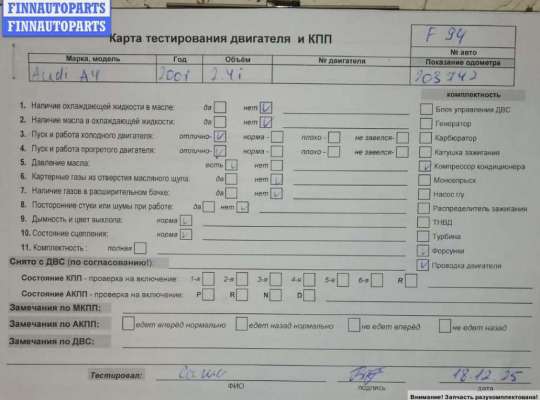 FINNAUTOPARTS
FINNAUTOPARTS
Карта тестирования двигателя и КПП
F 94
№ авто
Марка, модель Год Объём № двигателя Показание одометра
Audi A4 2001 2.4i 203742
комплектность
1. Наличие охлаждающей жидкости в масле: да нет
2. Наличие масла в охлаждающей жидкости: да нет
3. Пуск и работа холодного двигателя: отлично- норма - плохо - не завелся-
4. Пуск и работа прогретого двигателя: отлично- норма - плохо - не завелся-
5. Давление масла: есть нет
6. Картерные газы из отверстия масляного щупа: да нет
7. Наличие газов в расширительном бачке: да нет
8. Посторонние стуки или шумы при работе: да нет
9. Дымность и цвет выхлопа: норма
10. Состояние сцепления: норма
11. Комплектность : полная
Блок управления ДВС
Генератор
Карбюратор
Катушка зажигания
Компрессор кондиционера
Моновпрыск
Насос г/у
Распределитель зажигания
ТНВД
Турбина
Форсунки
Проводка двигателя
Снято с ДВС (по согласованию!):
Состояние КПП - проверка на включение: 1-я 2-я 3-я 4-я 5-я 6-я R
Состояние АКПП - проверка на включение: P R N D
Замечания по МКПП:
Замечания по АКПП: едет вперёд нормально едет назад нормально не едет вперёд не едет назад
Замечания по ДВС:
Тестировал: Саша 18.12.25
ФИО подпись дата
Внимание! Запчасть разукомплектована!